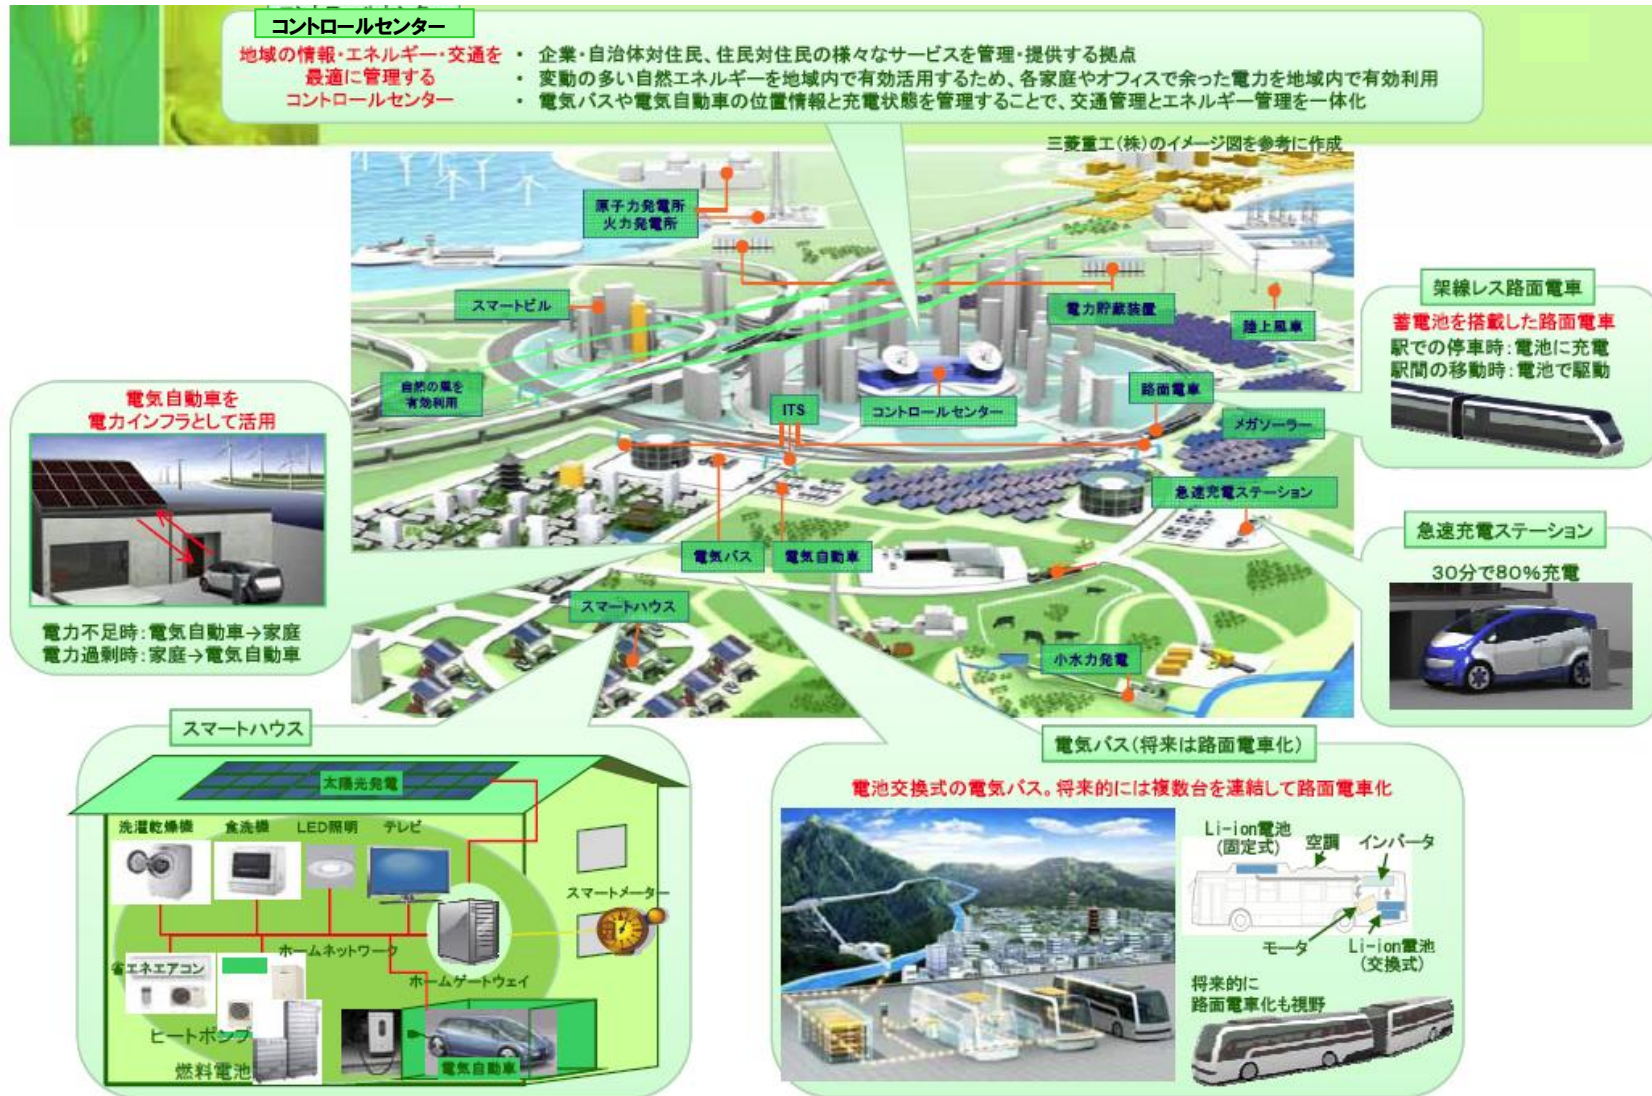 コントロールセンター
地域の情報・エネルギー・交通を
最適に管理する
コントロールセンター
• 企業・自治体対住民、住民対住民の様々なサービスを管理・提供する拠点
• 変動の多い自然エネルギーを地域内で有効活用するため、各家庭やオフィスで余った電力を地域内で有効利用
• 電気バスや電気自動車の位置情報と充電状態を管理することで、交通管理とエネルギー管理を一体化
三菱重工(株)のイメージ図を参考に作成
原子力発電所
火力発電所
スマートビル
電力貯蔵装置
陸上風車
自然の風を
有効利用
ITS
コントロールセンター
路面電車
メガソーラー
急速充電ステーション
電気バス
電気自動車
スマートハウス
小水力発電
架線レス路面電車
蓄電池を搭載した路面電車
駅での停車時:電池に充電
駅間の移動時:電池で駆動
急速充電ステーション
30分で80%充電
電気自動車を
電力インフラとして活用
電力不足時:電気自動車→家庭
電力過剰時:家庭→電気自動車
スマートハウス
太陽光発電
洗濯乾燥機
食洗機
LED照明
テレビ
スマートメーター
ホームネットワーク
ホームゲートウェイ
省エネエアコン
ヒートポンプ
燃料電池
電気自動車
電気バス(将来は路面電車化)
電池交換式の電気バス。将来的には複数台を連結して路面電車化
Li-ion電池
(固定式)
空調
インバータ
モータ
Li-ion電池
(交換式)
将来的に
路面電車化も視野